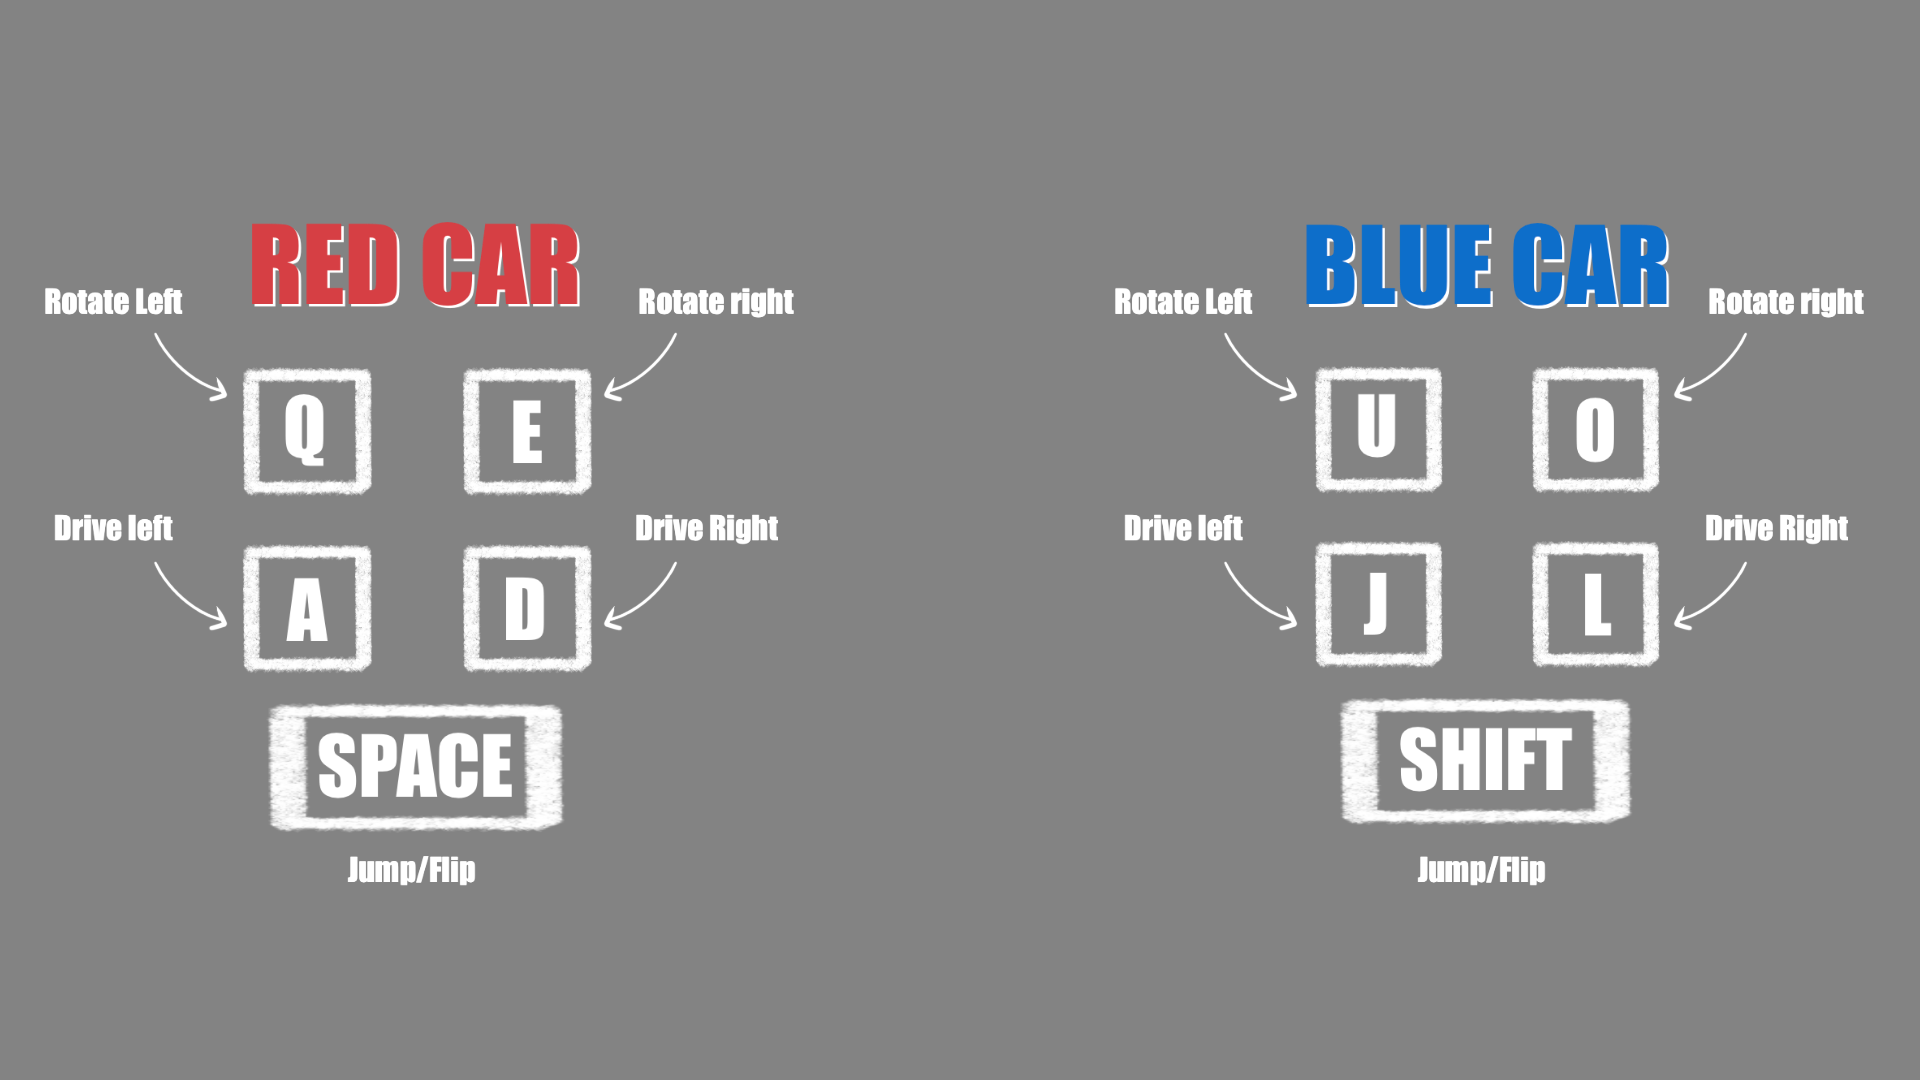 RED CAR
Rotate Left
Rotate right
Q
E
Drive left
Drive Right
A
D
SPACE
Jump/Flip
BLUE CAR
Rotate Left
Rotate right
U
O
Drive left
Drive Right
J
L
SHIFT
Jump/Flip